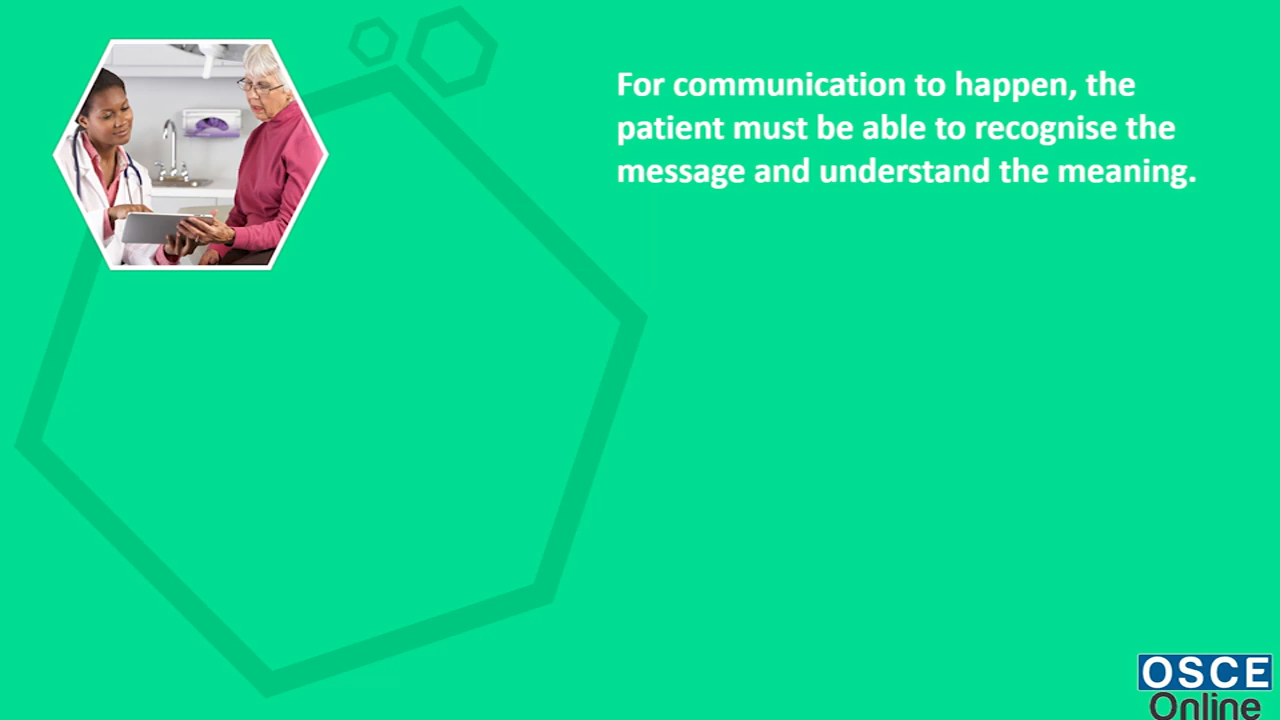 For communication to happen, the
patient must be able to recognise the
message and understand the meaning.
OSCE
Online